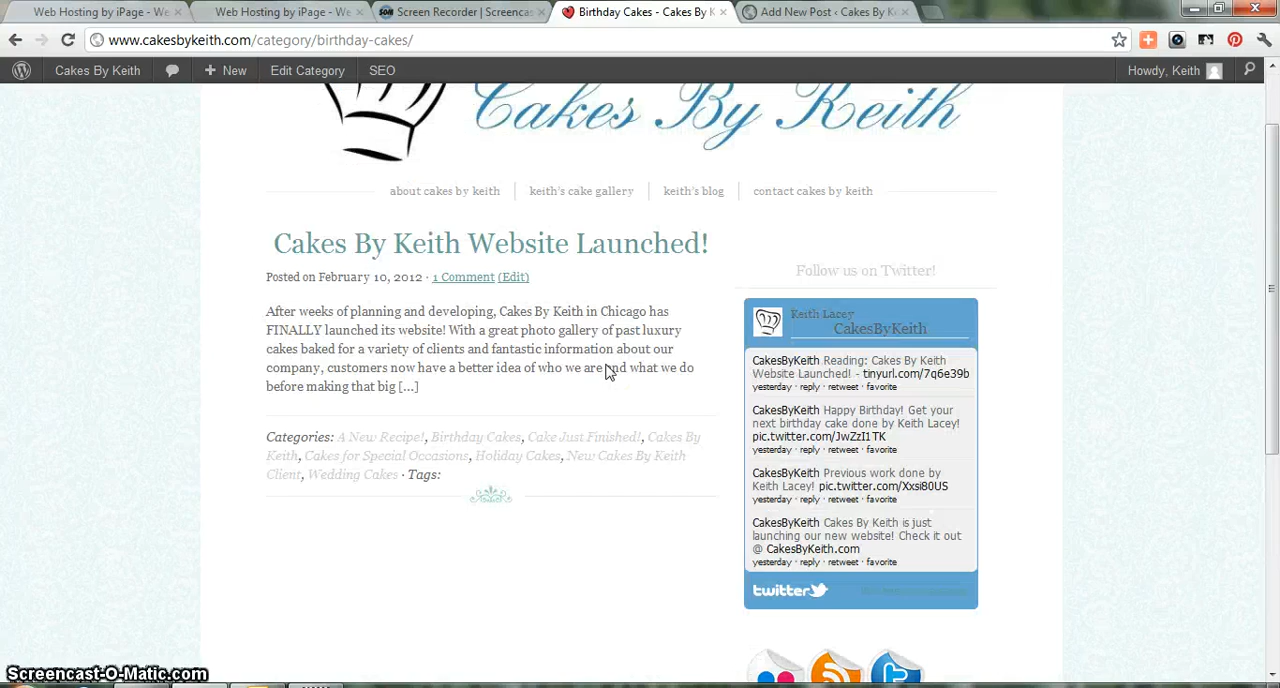 Web Hosting by iPage - We
Web Hosting by iPage - We
Screen Recorder | Screencas
Birthday Cakes - Cakes By K
Add New Post ‹ Cakes By Ke
www.cakesbykeith.com/category/birthday-cakes/
Cakes By Keith
New
Edit Category
SEO
Howdy, Keith
Cakes By Keith
about cakes by keith
keith's cake gallery
keith's blog
contact cakes by keith
Cakes By Keith Website Launched!
Posted on February 10, 2012 · 1 Comment (Edit)
After weeks of planning and developing, Cakes By Keith in Chicago has
FINALLY launched its website! With a great photo gallery of past luxury
cakes baked for a variety of clients and fantastic information about our
company, customers now have a better idea of who we are and what we do
before making that big [...]
Categories: A New Recipe!, Birthday Cakes, Cake Just Finished!, Cakes By
Keith, Cakes for Special Occasions, Holiday Cakes, New Cakes By Keith
Client, Wedding Cakes · Tags:
Follow us on Twitter!
Keith Lacey
CakesByKeith
CakesByKeith Reading: Cakes By Keith
Website Launched! - tinyurl.com/7q6e39b
yesterday · reply · retweet · favorite
CakesByKeith Happy Birthday! Get your
next birthday cake done by Keith Lacey!
pic.twitter.com/JwZzI1TK
yesterday · reply · retweet · favorite
CakesByKeith Previous work done by
Keith Lacey! pic.twitter.com/Xxsi80US
yesterday · reply · retweet · favorite
CakesByKeith Cakes By Keith is just
launching our new website! Check it out
@ CakesByKeith.com
yesterday · reply · retweet · favorite
twitter
Screencast-O-Matic.com